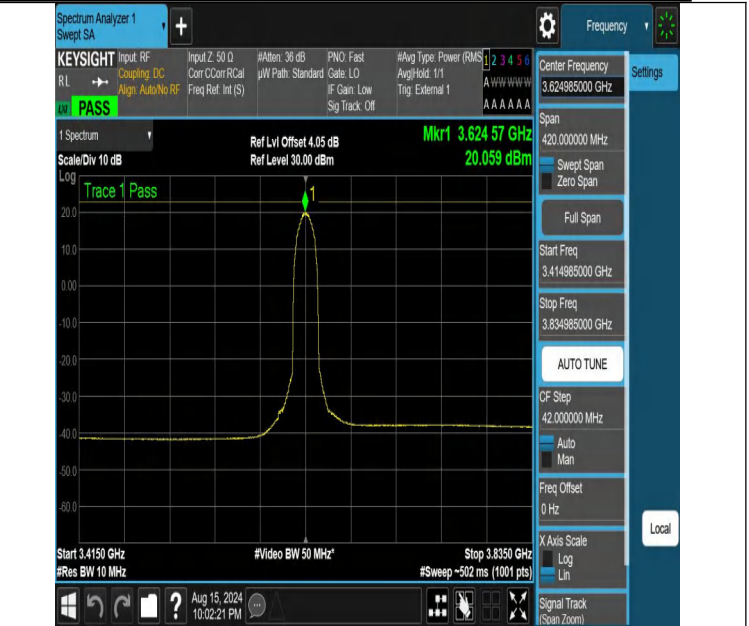 Spectrum Analyzer 1
Swept SA
+
Frequency
KEYSIGHT
RL
LXI
PASS
Input: RF
Coupling: DC
Align: Auto/No RF
Input Z: 50 Ω
Corr CCorr RCal
Freq Ref: Int (S)
#Atten: 36 dB
µW Path: Standard
PNO: Fast
Gate: LO
IF Gain: Low
Sig Track: Off
#Avg Type: Power (RMS
Avg|Hold: 1/1
Trig: External 1
1 2 3 4 5 6
A W W W W W
A A A A A A
1 Spectrum
Scale/Div 10 dB
Ref Lvl Offset 4.05 dB
Ref Level 30.00 dBm
Mkr1 3.624 57 GHz
20.059 dBm
Log
Trace 1 Pass
1
20.0
10.0
0.00
-10.0
-20.0
-30.0
-40.0
-50.0
-60.0
Start 3.4150 GHz
#Res BW 10 MHz
#Video BW 50 MHz*
Stop 3.8350 GHz
#Sweep ~502 ms (1001 pts)
Center Frequency
3.624985000 GHz
Settings
Span
420.000000 MHz
Swept Span
Zero Span
Full Span
Start Freq
3.414985000 GHz
Stop Freq
3.834985000 GHz
AUTO TUNE
CF Step
42.000000 MHz
Auto
Man
Freq Offset
0 Hz
X Axis Scale
Log
Lin
Local
Signal Track
(Span Zoom)
?
Aug 15, 2024
10:02:21 PM